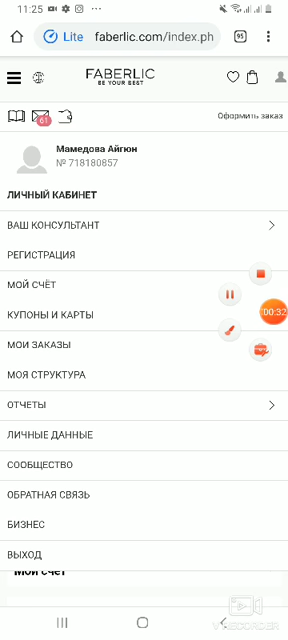 11:25
Lite faberlic.com/index.ph
95
FABERLIC
BE YOUR BEST
61
Оформить заказ
Мамедова Айгюн
№ 718180857
ЛИЧНЫЙ КАБИНЕТ
ВАШ КОНСУЛЬТАНТ
РЕГИСТРАЦИЯ
МОЙ СЧЁТ
00:32
КУПОНЫ И КАРТЫ
МОИ ЗАКАЗЫ
МОЯ СТРУКТУРА
ОТЧЕТЫ
ЛИЧНЫЕ ДАННЫЕ
СООБЩЕСТВО
ОБРАТНАЯ СВЯЗЬ
БИЗНЕС
ВЫХОД
Мой счет
V RECORDER